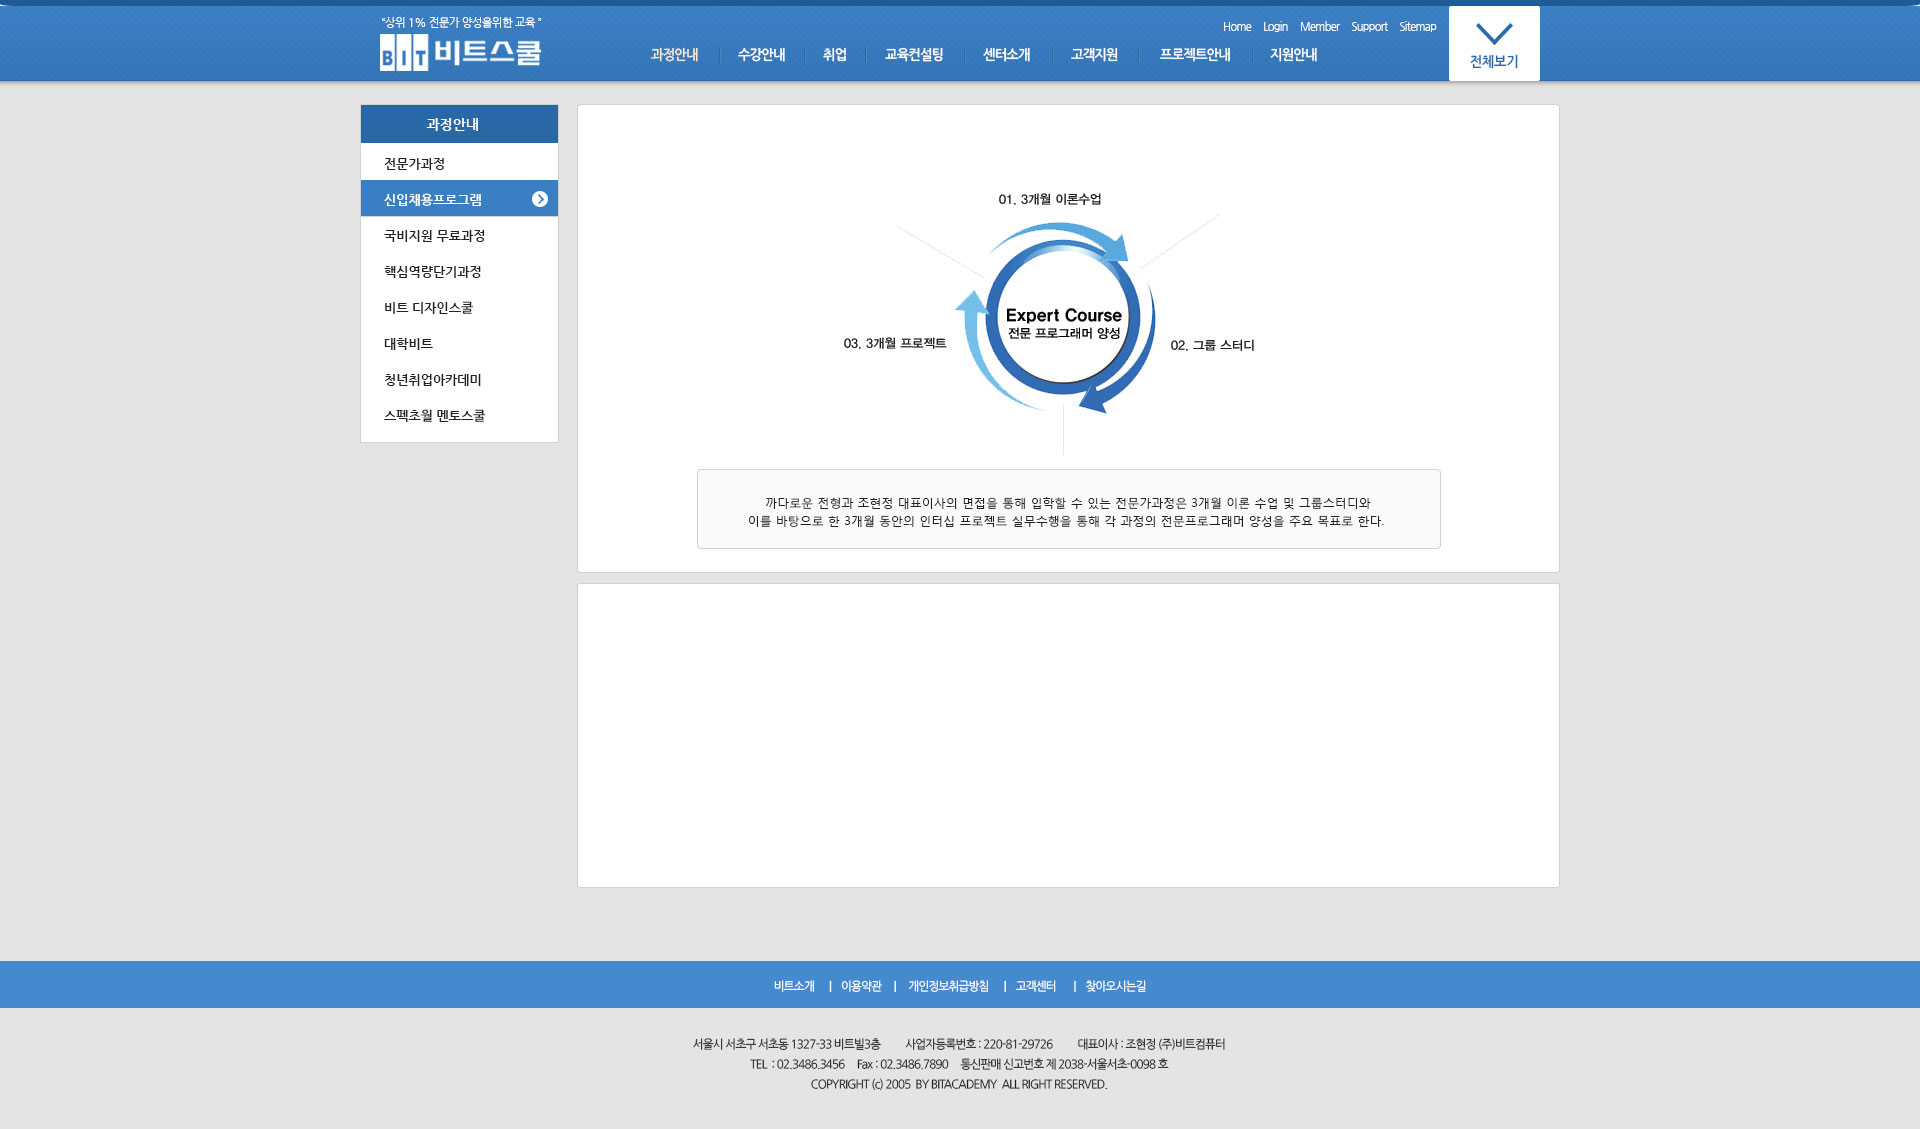 “상위 1% 전문가 양성을위한 교육 ”
BIT 비트스쿨
Home Login Member Support Sitemap
과정안내 수강안내 취업 교육컨설팅 센터소개 고객지원 프로젝트안내 지원안내
전체보기
과정안내
전문가과정
신입채용프로그램
국비지원 무료과정
핵심역량단기과정
비트 디자인스쿨
대학비트
청년취업아카데미
스펙초월 멘토스쿨
01. 3개월 이론수업
Expert Course
전문 프로그래머 양성
03. 3개월 프로젝트
02. 그룹 스터디
까다로운 전형과 조현정 대표이사의 면접을 통해 입학할 수 있는 전문가과정은 3개월 이론 수업 및 그룹스터디와
이를 바탕으로 한 3개월 동안의 인터십 프로젝트 실무수행을 통해 각 과정의 전문프로그래머 양성을 주요 목표로 한다.
비트소개 | 이용약관 | 개인정보취급방침 | 고객센터 | 찾아오시는길
서울시 서초구 서초동 1327-33 비트빌3층 사업자등록번호 : 220-81-29726 대표이사 : 조현정 (주)비트컴퓨터
TEL : 02.3486.3456 Fax : 02.3486.7890 통신판매 신고번호 제 2038-서울서초-0098 호
COPYRIGHT (c) 2005 BY BITACADEMY ALL RIGHT RESERVED.